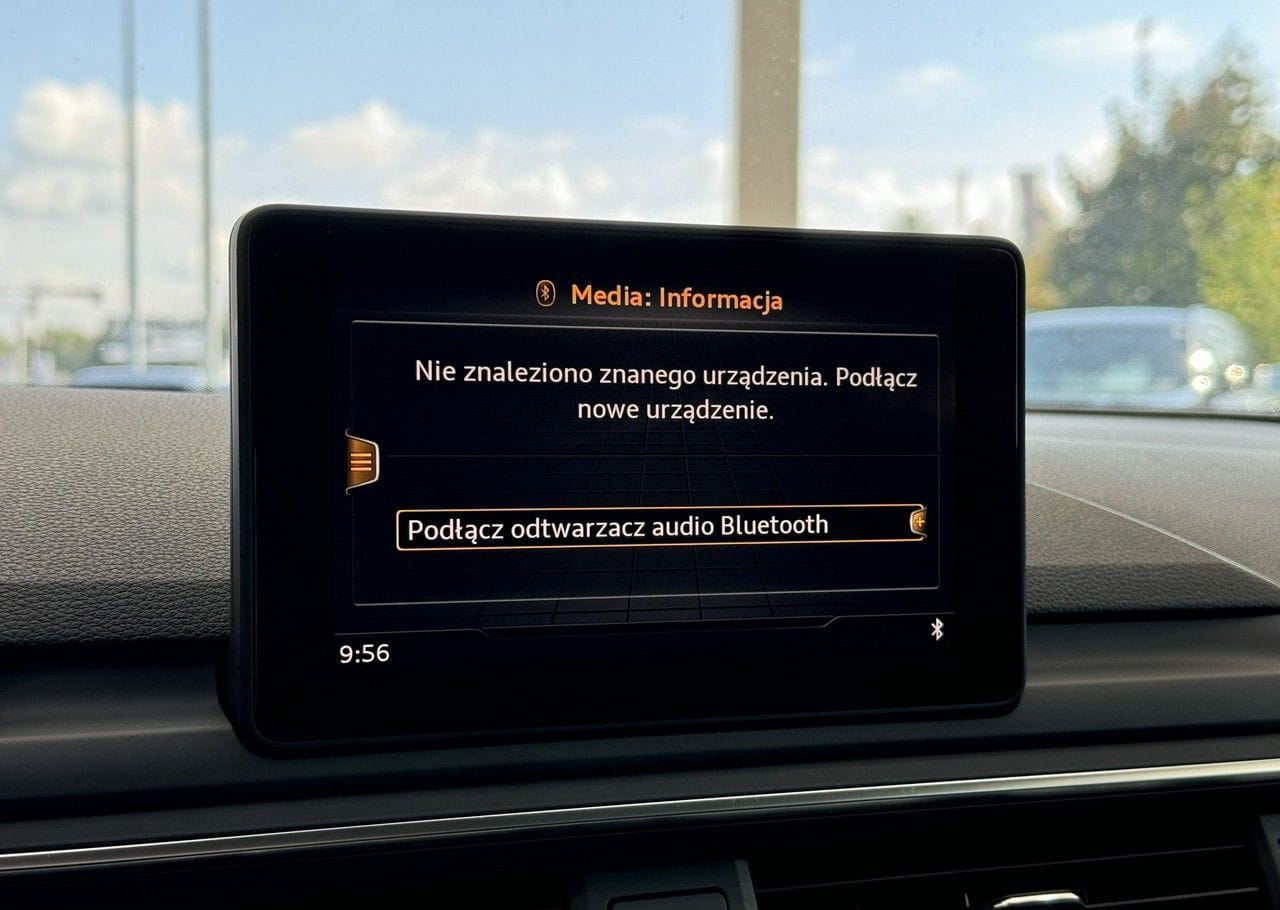 Media: Informacja
Nie znaleziono znanego urządzenia. Podłącz
nowe urządzenie.
Podłącz odtwarzacz audio Bluetooth
9:56